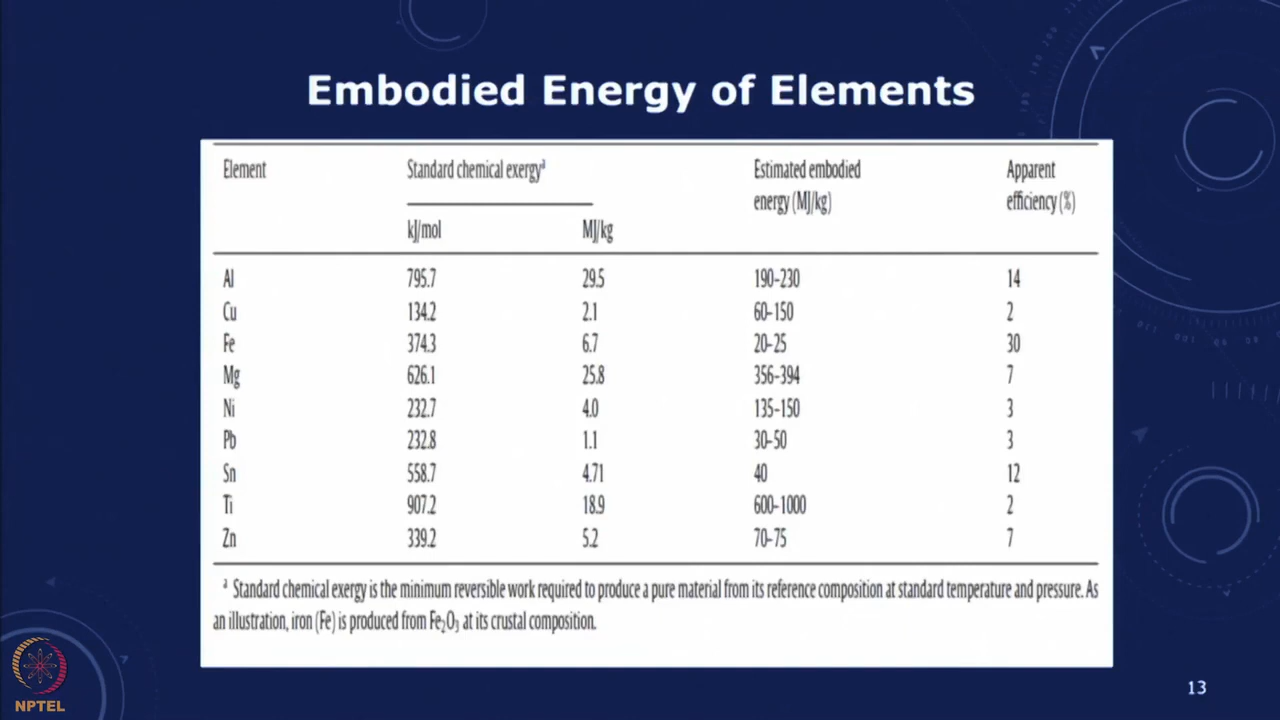 Embodied Energy of Elements
Element Standard chemical exergyᵃ Estimated embodied Apparent
energy (MJ/kg) efficiency (%)
kJ/mol MJ/kg
Al 795.7 29.5 190–230 14
Cu 134.2 2.1 60–150 2
Fe 374.3 6.7 20–25 30
Mg 626.1 25.8 356–394 7
Ni 232.7 4.0 135–150 3
Pb 232.8 1.1 30–50 3
Sn 558.7 4.71 40 12
Ti 907.2 18.9 600–1000 2
Zn 339.2 5.2 70–75 7
ᵃ Standard chemical exergy is the minimum reversible work required to produce a pure material from its reference composition at standard temperature and pressure. As
an illustration, iron (Fe) is produced from Fe₂O₃ at its crustal composition.
NPTEL
13